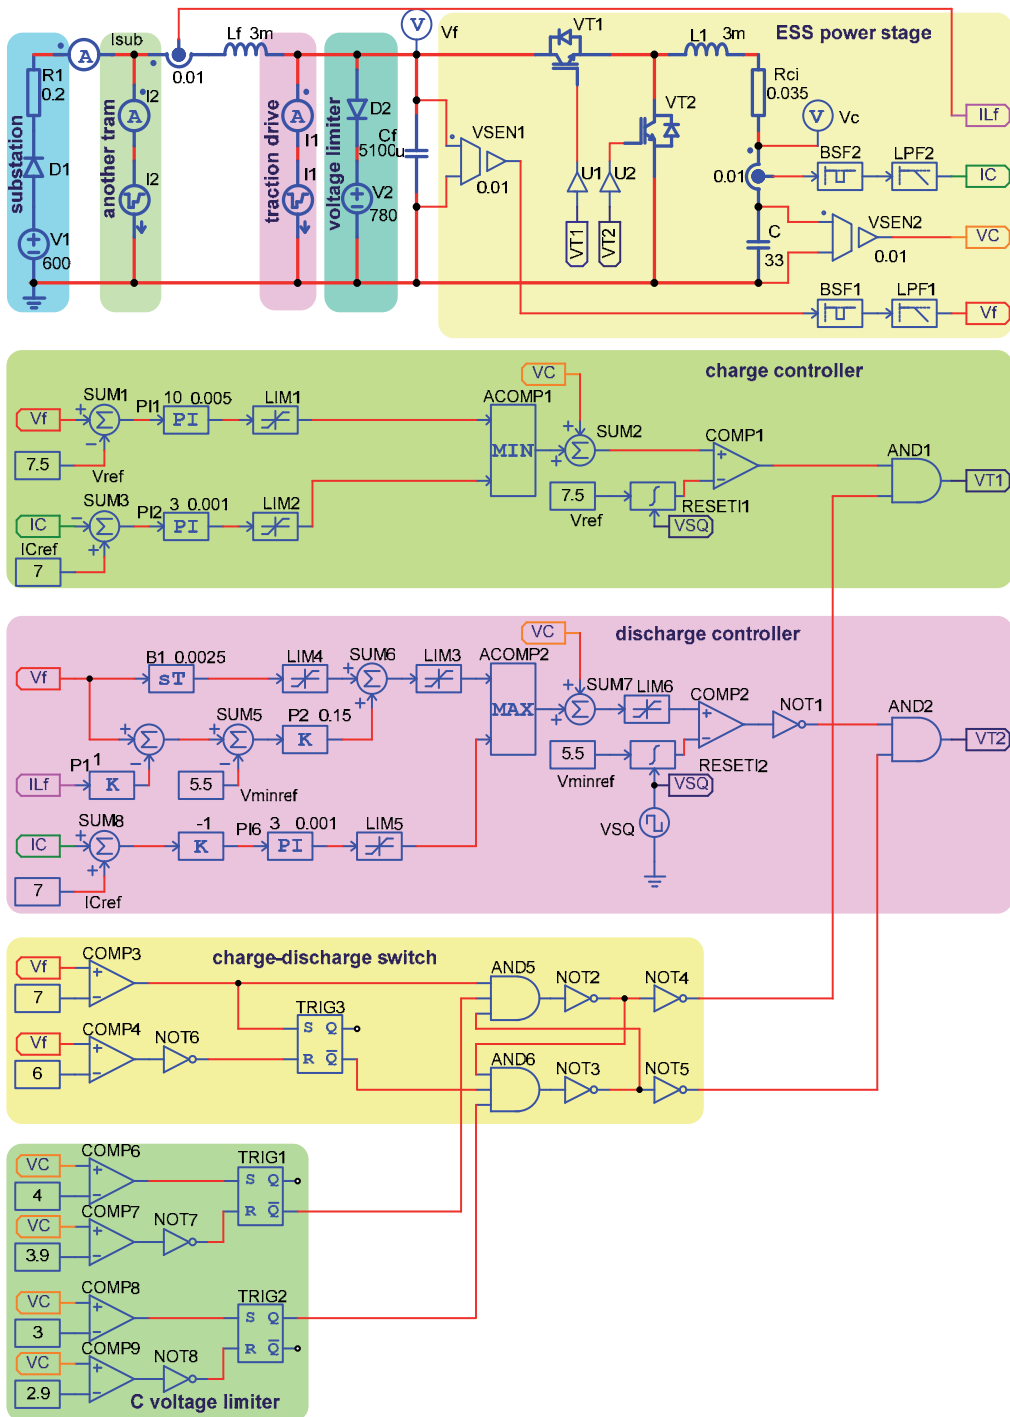 Isub
Lf 3m
V
Vf
VT1
L1 3m
ESS power stage
A
R1
0.2
I2
A
0.01
A
I1
D2
Cf
5100u
VSEN1
0.01
VT2
Rci
0.035
V
Vc
ILf
substation
D1
another tram
I2
traction drive
I1
voltage limiter
V2
780
U1
U2
0.01
BSF2
LPF2
IC
V1
600
VT1
VT2
C
33
VSEN2
0.01
VC
BSF1
LPF1
Vf
charge controller
VC
SUM1
PI1
10 0.005
LIM1
ACOMP1
Vf
PI
MIN
SUM2
COMP1
AND1
7.5
Vref
VT1
SUM3
PI2
3 0.001
LIM2
7.5
Vref
RESETI1
IC
PI
VSQ
ICref
7
discharge controller
VC
B1 0.0025
LIM4
SUM6
LIM3
ACOMP2
Vf
sT
SUM7
LIM6
COMP2
NOT1
AND2
SUM5
P2 0.15
K
MAX
VT2
P1 1
ILf
K
5.5
Vminref
5.5
Vminref
RESETI2
VSQ
SUM8
-1
PI6
3 0.001
LIM5
VSQ
IC
K
PI
7
ICref
COMP3
charge-discharge switch
Vf
7
AND5
NOT2
NOT4
TRIG3
COMP4
NOT6
S Q
R Q
Vf
6
AND6
NOT3
NOT5
COMP6
TRIG1
VC
4
S Q
R Q
COMP7
NOT7
VC
3.9
COMP8
TRIG2
VC
3
S Q
R Q
COMP9
NOT8
VC
2.9
C voltage limiter